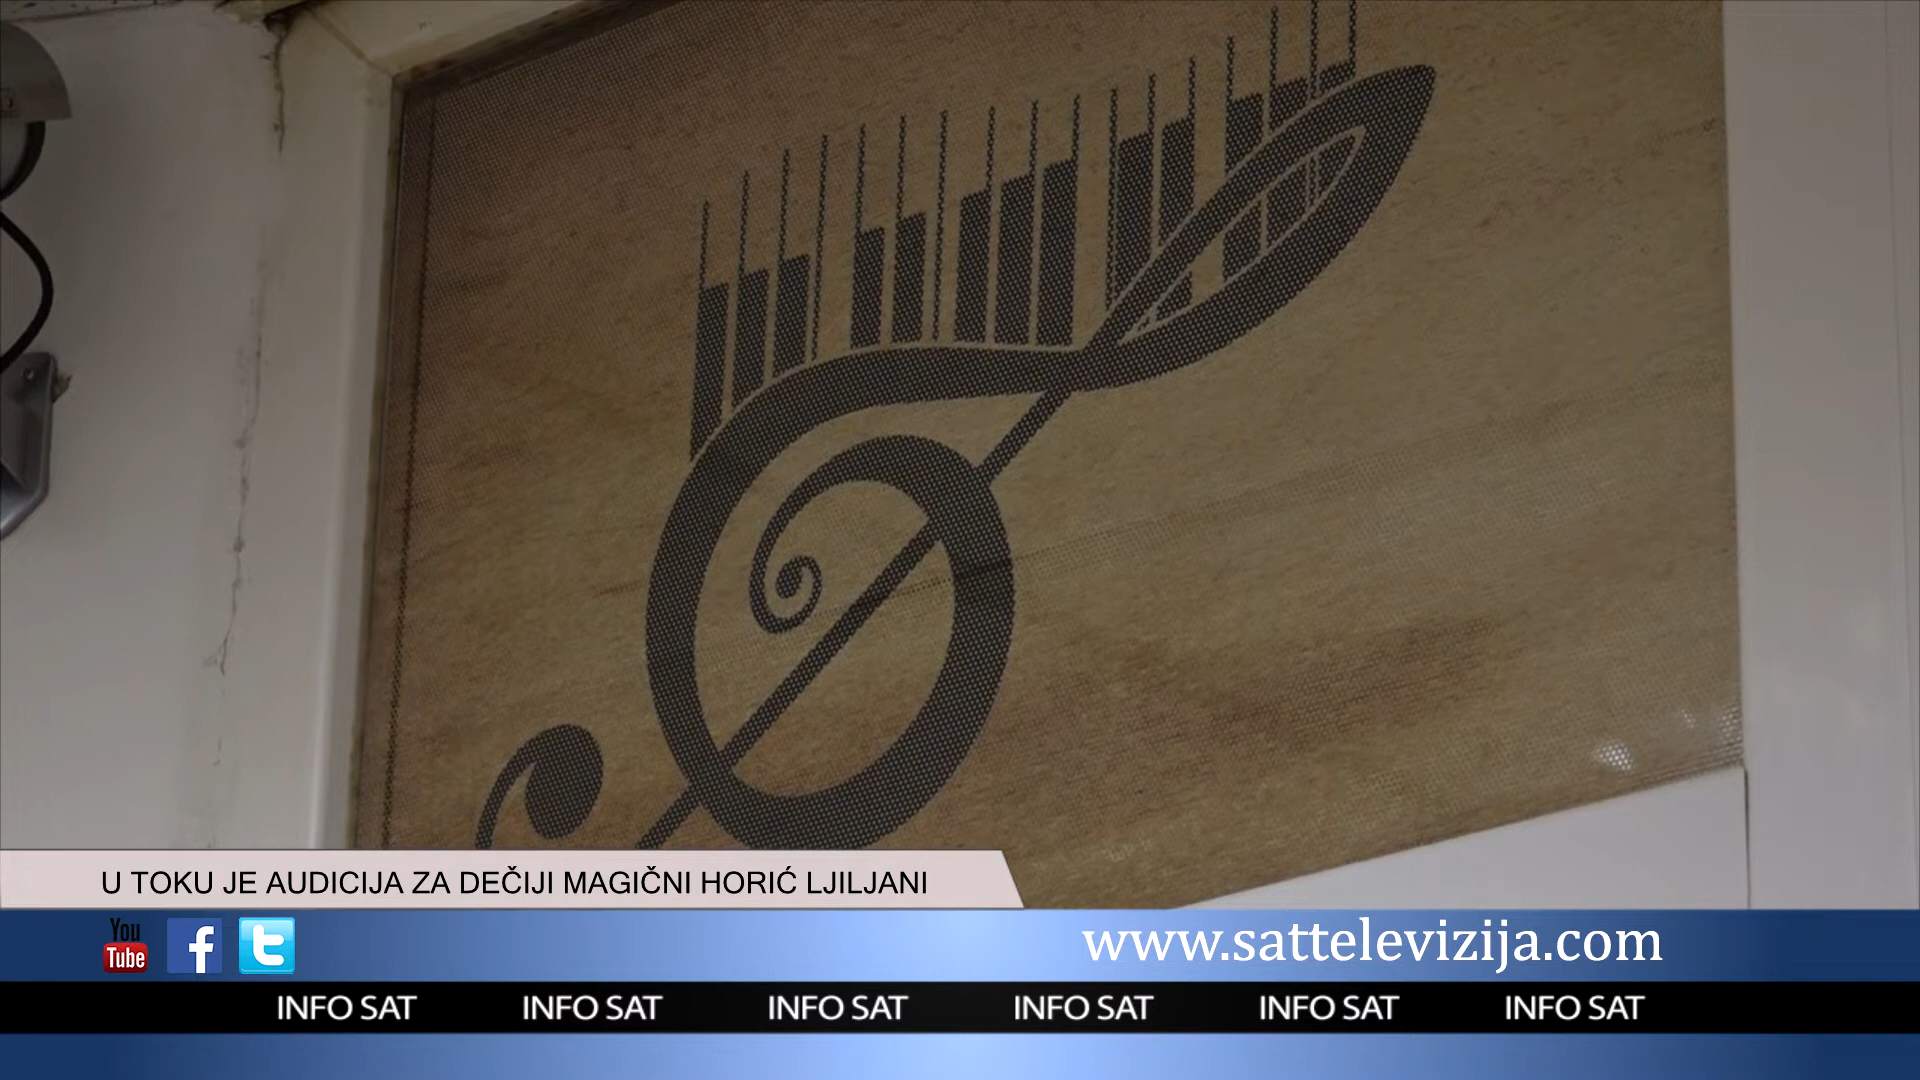 U TOKU JE AUDICIJA ZA DEČIJI MAGIČNI HORIĆ LJILJANI
You
Tube
f
t
www.sattelevizija.com
INFO SAT INFO SAT INFO SAT INFO SAT INFO SAT INFO SAT